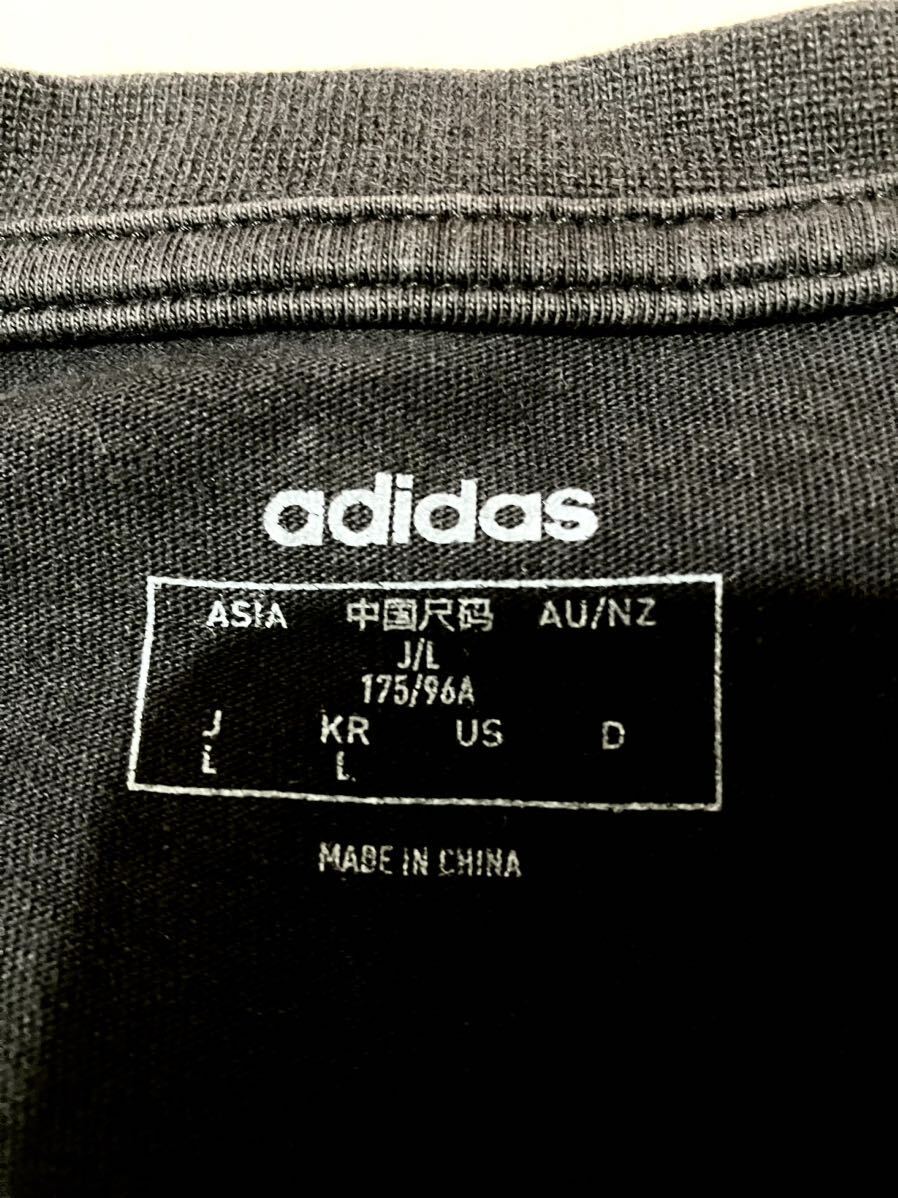 adidas
ASIA 中国尺码 AU/NZ
J/L
175/96A
J KR US D
L L
MADE IN CHINA